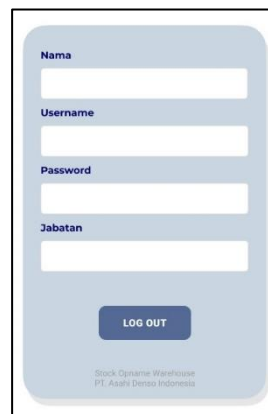 Nama
Username
Password
Jabatan
LOG OUT
Stock Opname Warehouse
PT. Asahi Denso Indonesia